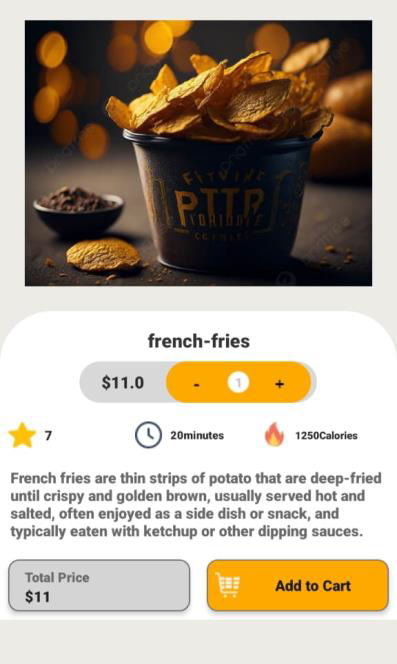 PTTR
french-fries
$11.0 - 1 +
7 20minutes 1250Calories
French fries are thin strips of potato that are deep-fried
until crispy and golden brown, usually served hot and
salted, often enjoyed as a side dish or snack, and
typically eaten with ketchup or other dipping sauces.
Total Price
$11
Add to Cart